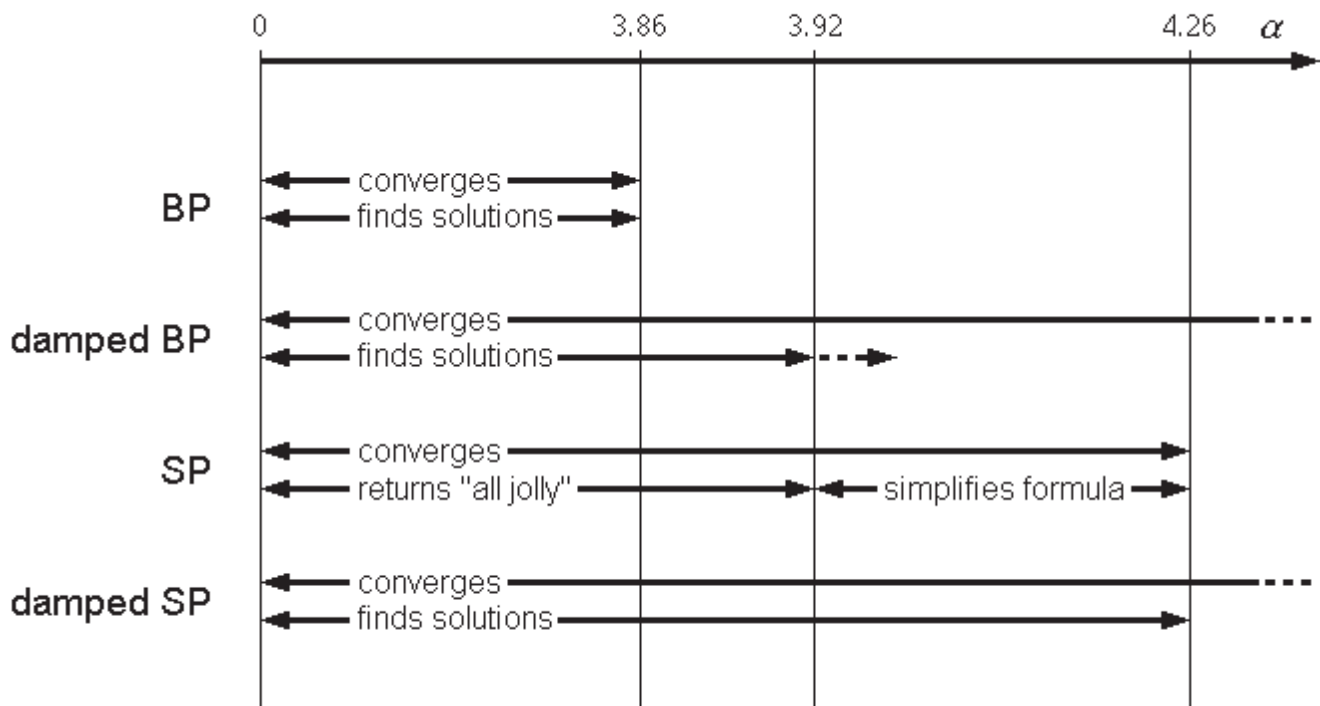 0 3.86 3.92 4.26 α
converges
BP
finds solutions
converges
damped BP
finds solutions
converges
SP
returns "all jolly" simplifies formula
converges
damped SP
finds solutions